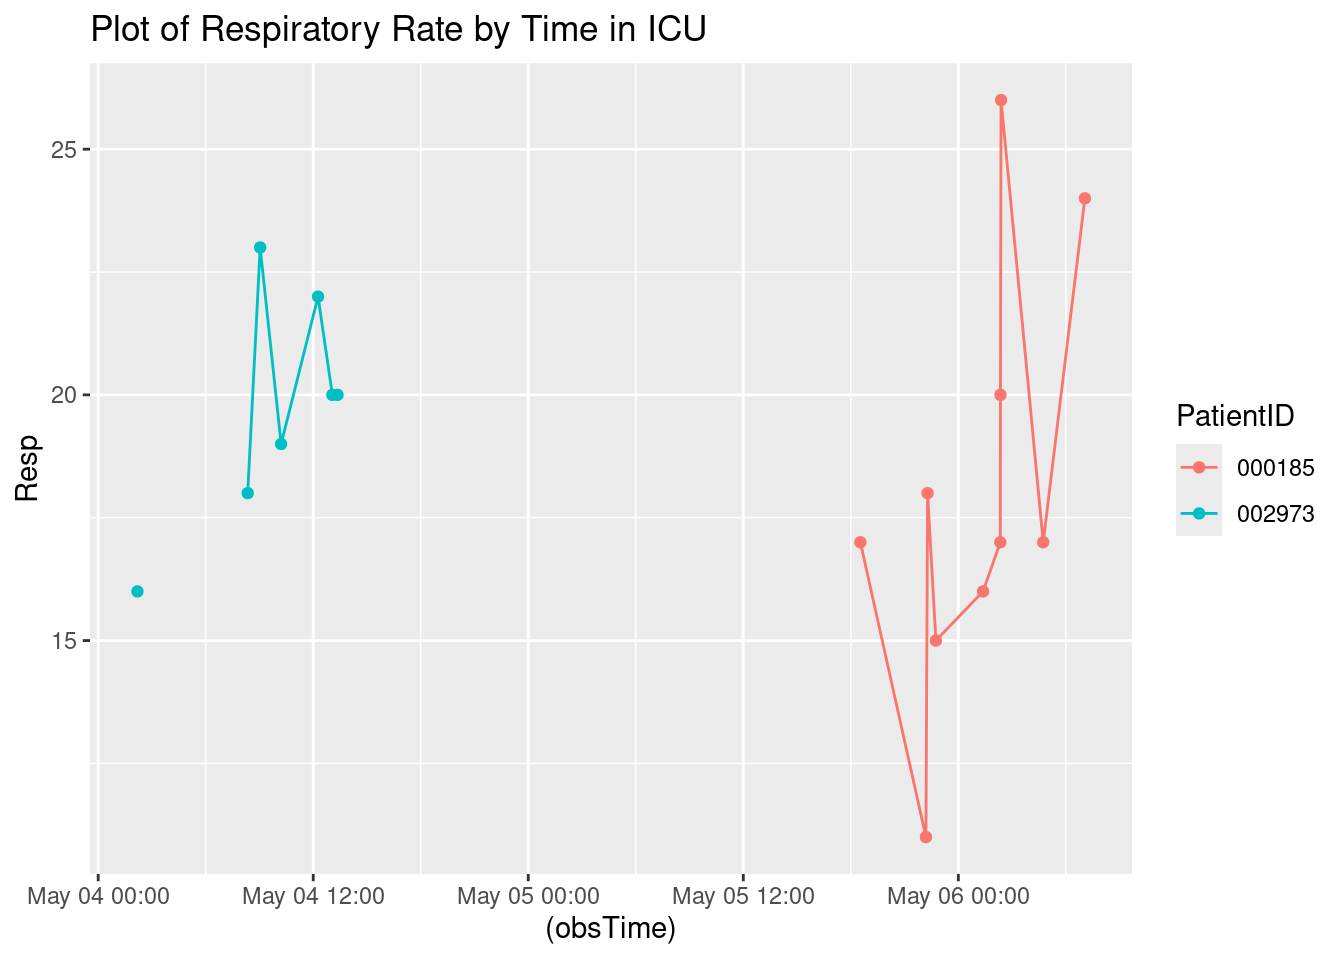 Plot of Respiratory Rate by Time in ICU
25
20
15
Resp
May 04 00:00
May 04 12:00
May 05 00:00
May 05 12:00
May 06 00:00
(obsTime)
PatientID
000185
002973